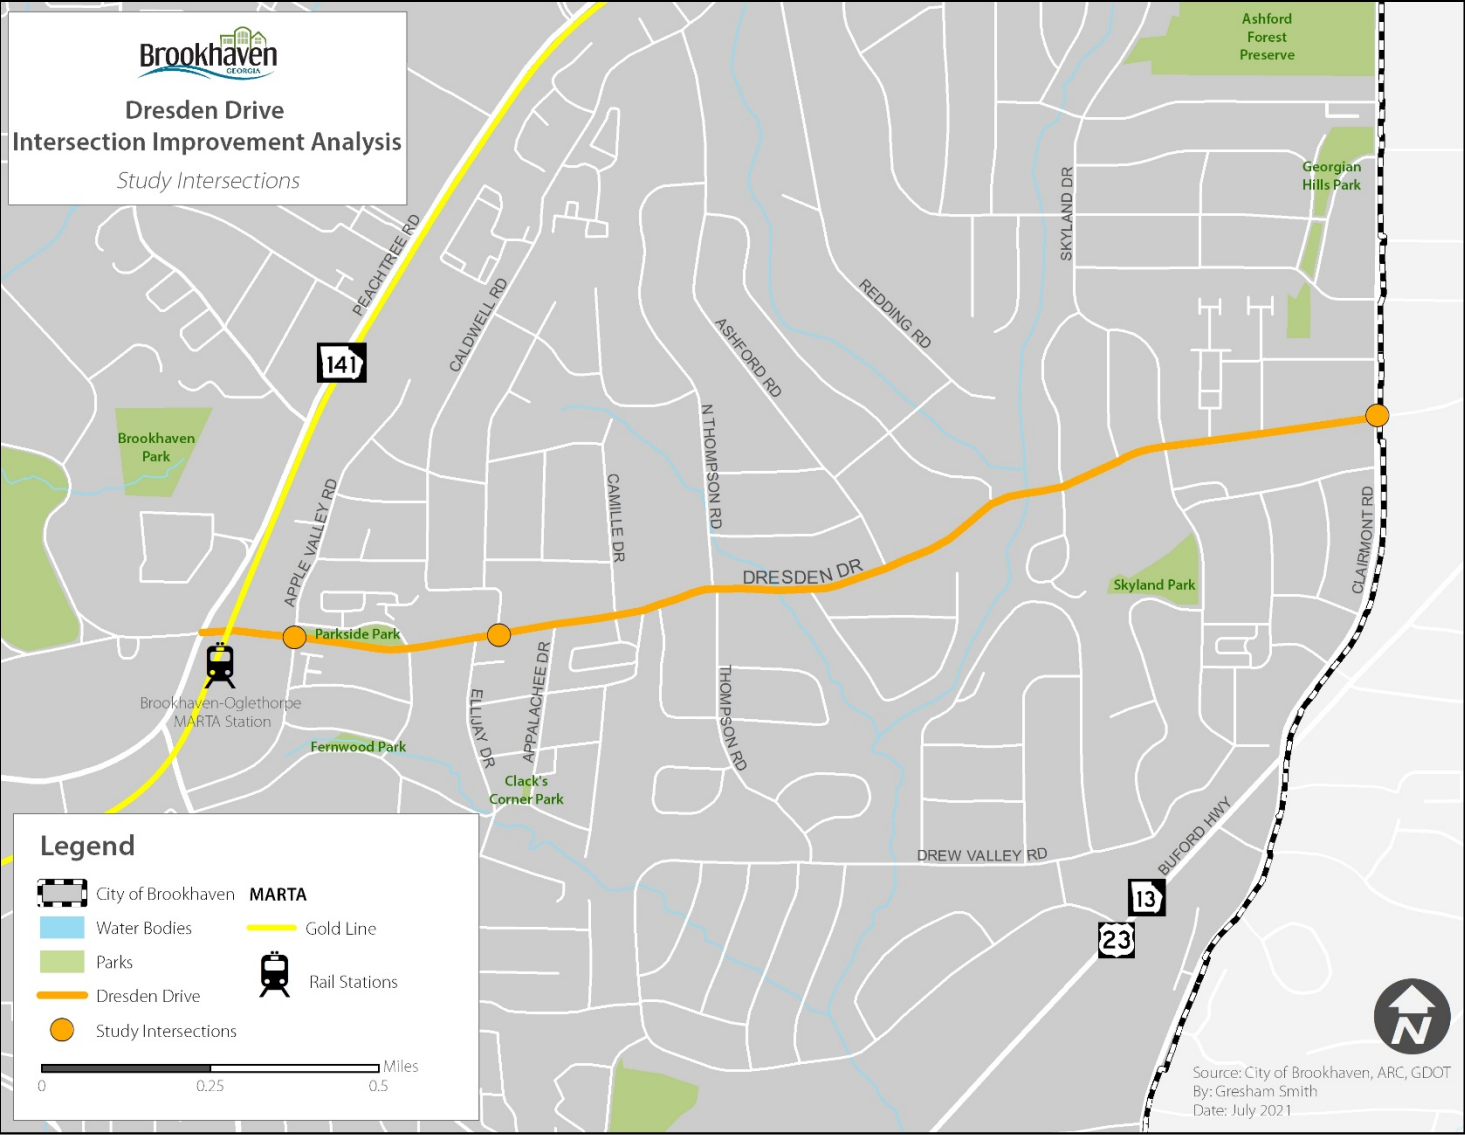 Brookhaven
GEORGIA
Dresden Drive
Intersection Improvement Analysis
Study Intersections
Ashford
Forest
Preserve
Georgian
Hills Park
SKYLAND DR
PEACHTREE RD
CALDWELL RD
REDDING RD
ASHFORD RD
141
Brookhaven
Park
N THOMPSON RD
CAMILLE DR
APPLE VALLEY RD
CLAIRMONT RD
DRESDEN DR
Skyland Park
Parkside Park
Brookhaven-Oglethorpe
MARTA Station
ELLIJAY DR
APPALACHEE DR
THOMPSON RD
Fernwood Park
Clack's
Corner Park
DREW VALLEY RD
BUFORD HWY
13
23
Legend
City of Brookhaven
MARTA
Water Bodies
Gold Line
Parks
Rail Stations
Dresden Drive
Study Intersections
Miles
0
0.25
0.5
N
Source: City of Brookhaven, ARC, GDOT
By: Gresham Smith
Date: July 2021